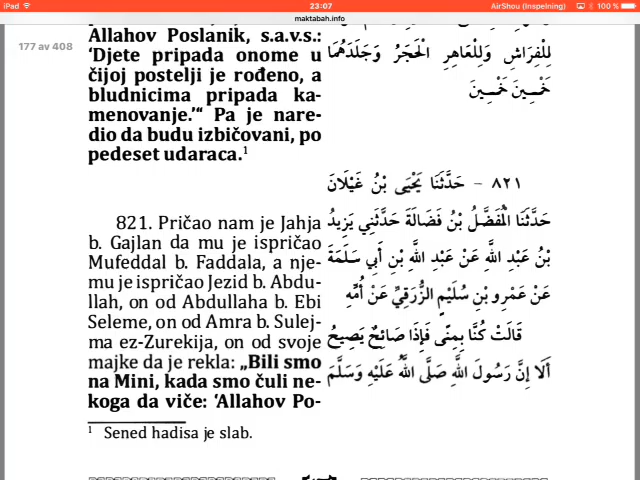 iPad
23:07
AirShou (Inspelning)
100 %
maktabah.info
177 av 408
Allahov Poslanik, s.a.v.s.:
‘Djete pripada onome u
čijoj postelji je rođeno, a
bludnicima pripada ka-
menovanje.’“ Pa je nare-
dio da budu izbičovani, po
pedeset udaraca.¹
821. Pričao nam je Jahja
b. Gajlan da mu je ispričao
Mufeddal b. Faddala, a nje-
mu je ispričao Jezid b. Abdu-
llah, on od Abdullaha b. Ebi
Seleme, on od Amra b. Sulej-
ma ez-Zurekija, on od svoje
majke da je rekla: „Bili smo
na Mini, kada smo čuli ne-
koga da viče: ‘Allahov Po-
لِلْفِرَاشِ وَلِلْعَاهِرِ الْحَجَرُ وَجَلَدَهُمَا
خَمْسِينَ خَمْسِينَ
٨٢١ – حَدَّثَنَا يَحْيَى بْنُ غَيْلَانَ
حَدَّثَنَا الْمُفَضَّلُ بْنُ فَضَالَةَ حَدَّثَنِي يَزِيدُ
بْنُ عَبْدِ اللَّهِ عَنْ عَبْدِ اللَّهِ بْنِ أَبِي سَلَمَةَ
عَنْ عَمْرِو بْنِ سُلَيْمٍ الزُّرَقِيِّ عَنْ أُمِّهِ
قَالَتْ كُنَّا بِمِنًى فَإِذَا صَائِحٌ يَصِيحُ
أَلَا إِنَّ رَسُولَ اللَّهِ صَلَّى اللَّهُ عَلَيْهِ وَسَلَّمَ
¹ Sened hadisa je slab.